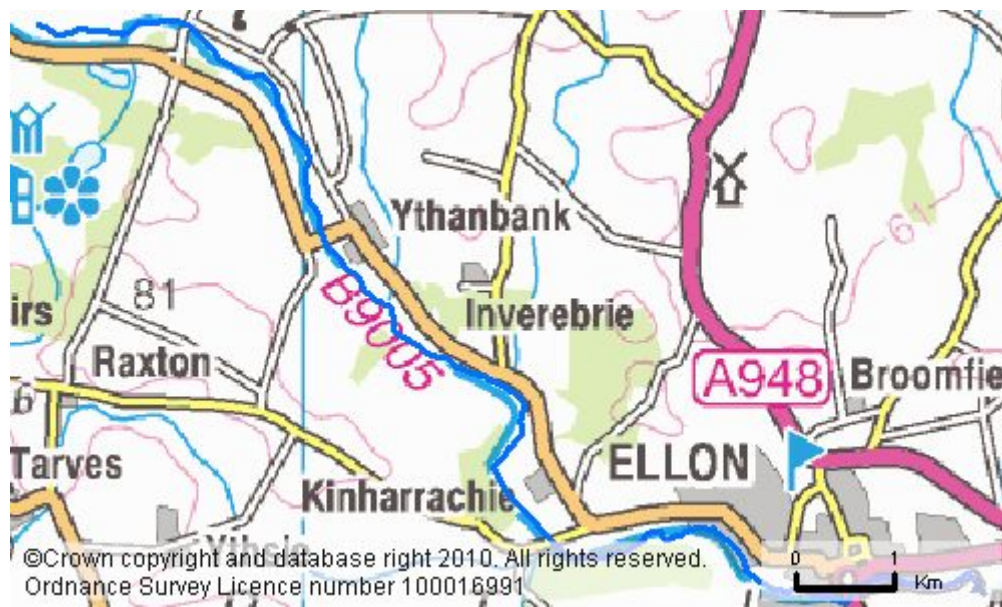 Ythanbank
Inverebrie
B9005
irs
81
Raxton
6
Tarves
A948
Broomfie
61
ELLON
Kinharrachie
©Crown copyright and database right 2010. All rights reserved.
Ordnance Survey Licence number 100016991
0 1
Km